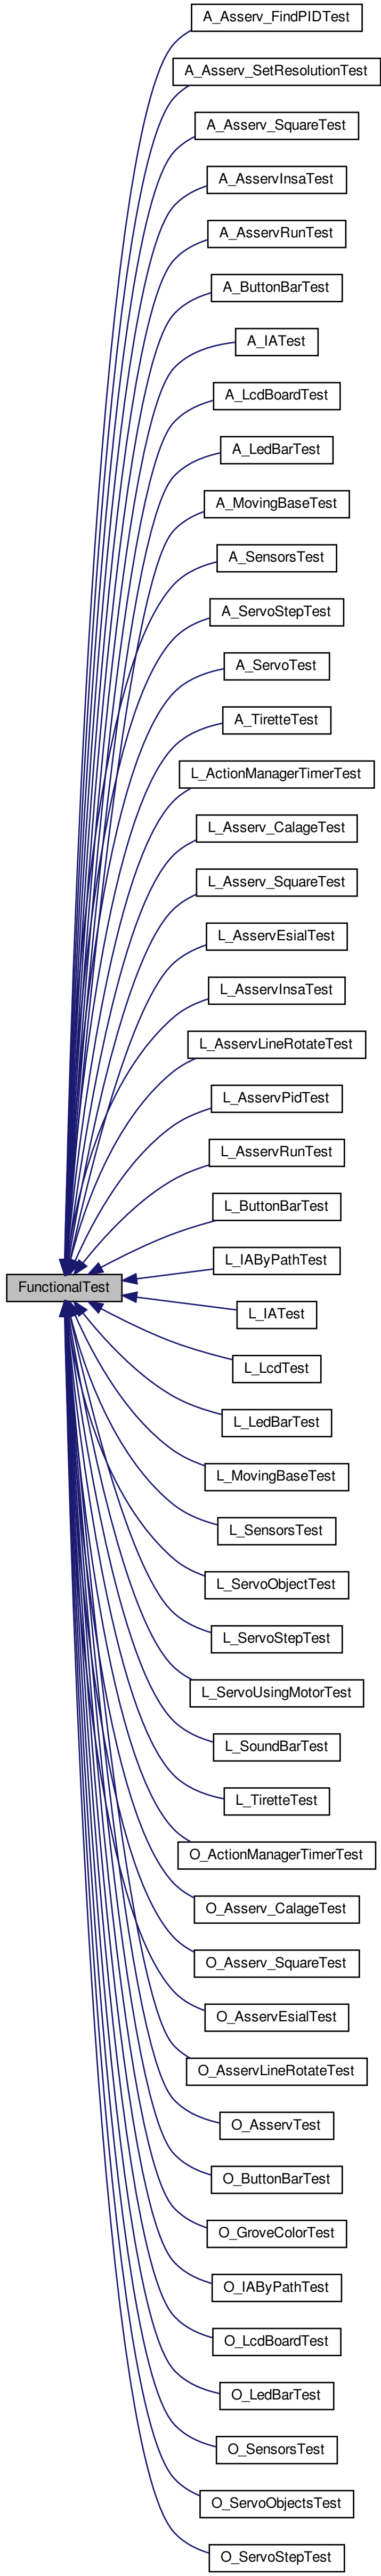 A_Asserv_FindPIDTest
A_Asserv_SetResolutionTest
A_Asserv_SquareTest
A_AsservInsaTest
A_AsservRunTest
A_ButtonBarTest
A_IATest
A_LcdBoardTest
A_LedBarTest
A_MovingBaseTest
A_SensorsTest
A_ServoStepTest
A_ServoTest
A_TiretteTest
L_ActionManagerTimerTest
L_Asserv_CalageTest
L_Asserv_SquareTest
L_AsservEsialTest
L_AsservInsaTest
L_AsservLineRotateTest
L_AsservPidTest
L_AsservRunTest
L_ButtonBarTest
L_IAByPathTest
FunctionalTest
L_IATest
L_LcdTest
L_LedBarTest
L_MovingBaseTest
L_SensorsTest
L_ServoObjectTest
L_ServoStepTest
L_ServoUsingMotorTest
L_SoundBarTest
L_TiretteTest
O_ActionManagerTimerTest
O_Asserv_CalageTest
O_Asserv_SquareTest
O_AsservEsialTest
O_AsservLineRotateTest
O_AsservTest
O_ButtonBarTest
O_GroveColorTest
O_IAByPathTest
O_LcdBoardTest
O_LedBarTest
O_SensorsTest
O_ServoObjectsTest
O_ServoStepTest